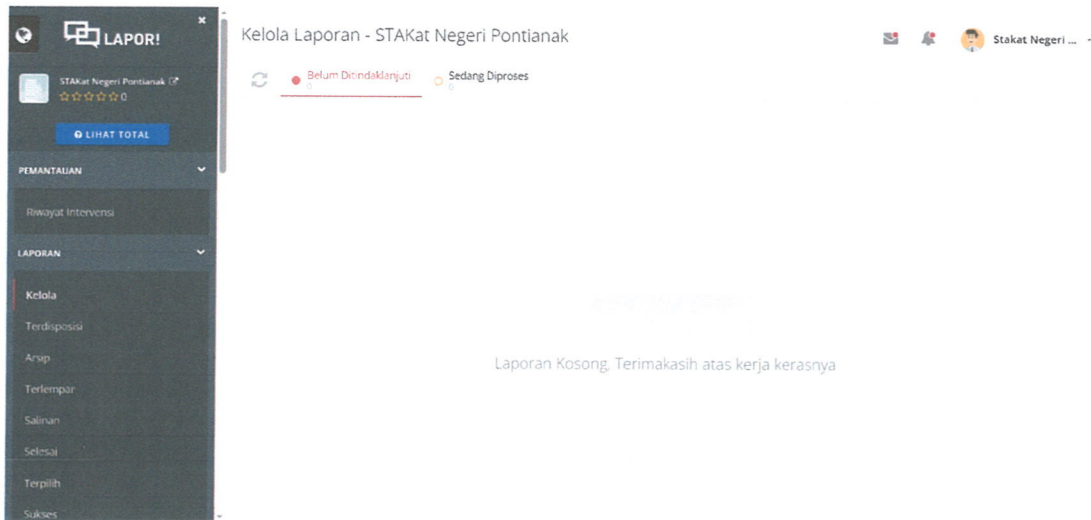 LAPOR!
×
STAKat Negeri Pontianak
0
LIHAT TOTAL
PEMANTAUAN
Riwayat Intervensi
LAPORAN
Kelola
Terdisposisi
Arsip
Terlempar
Salinan
Selesai
Terpilih
Sukses
Kelola Laporan - STAKat Negeri Pontianak
Stakat Negeri ...
Belum Ditindaklanjuti
0
Sedang Diproses
0
Laporan Kosong, Terimakasih atas kerja kerasnya